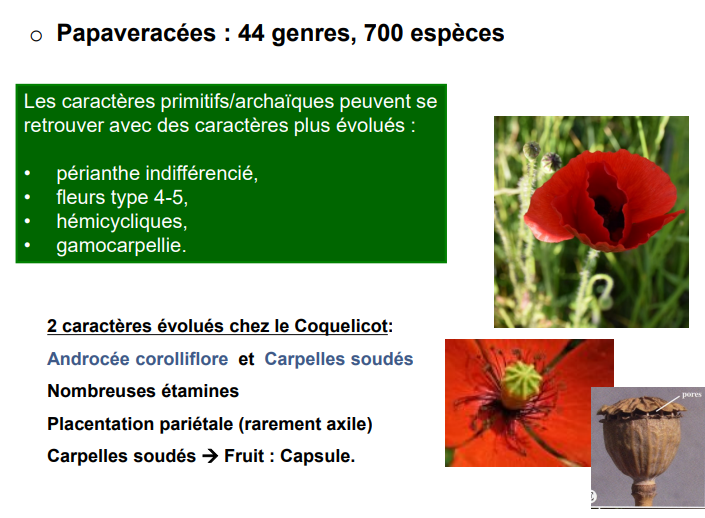 o Papaveracées : 44 genres, 700 espèces
Les caractères primitifs/archaïques peuvent se
retrouver avec des caractères plus évolués :
• périanthe indifférencié,
• fleurs type 4-5,
• hémicycliques,
• gamocarpellie.
2 caractères évolués chez le Coquelicot:
Androcée corolliflore et Carpelles soudés
Nombreuses étamines
Placentation pariétale (rarement axile)
Carpelles soudés → Fruit : Capsule.
pores